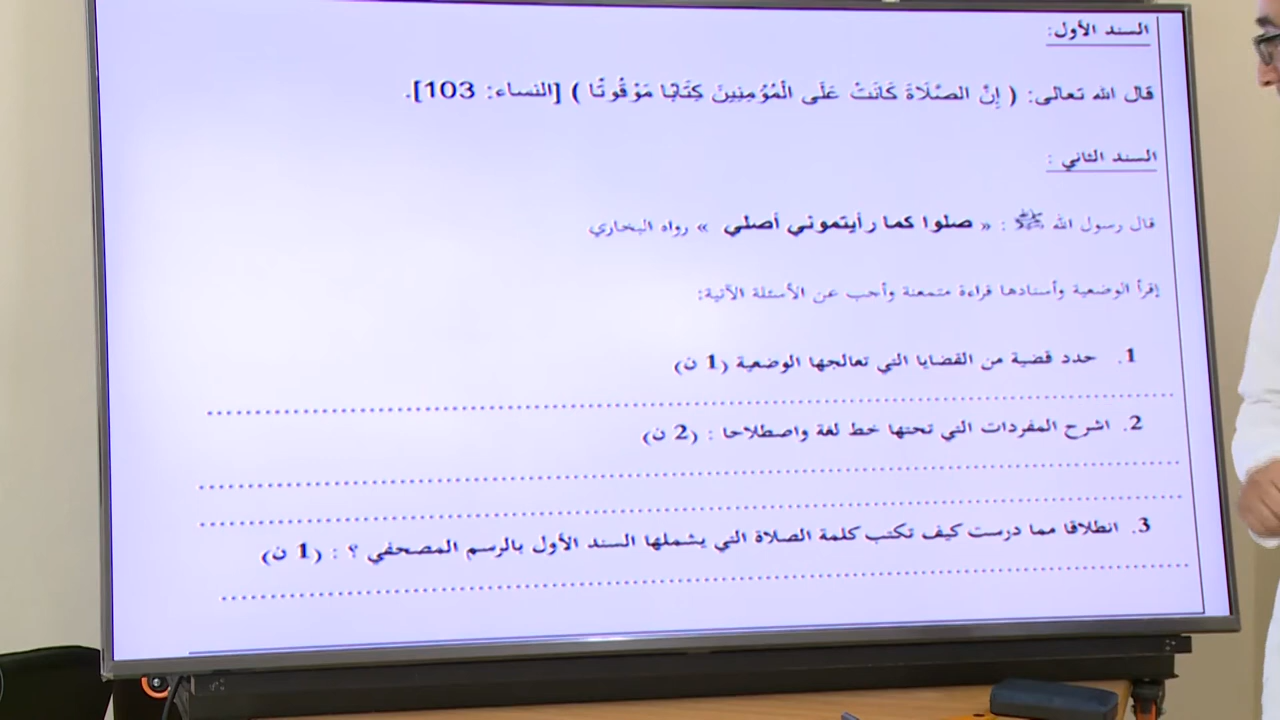 السند الأول:
قال الله تعالى: ( إِنَّ الصَّلَاةَ كَانَتْ عَلَى الْمُؤْمِنِينَ كِتَابًا مَوْقُوتًا ) [النساء: 103].
السند الثاني :
قال رسول الله ﷺ : « صلوا كما رأيتموني أصلي » رواه البخاري
إقرأ الوضعية وأسنادها قراءة متمعنة وأجب عن الأسئلة الآتية:
1. حدد قضية من القضايا التي تعالجها الوضعية (1 ن)
2. اشرح المفردات التي تحتها خط لغة واصطلاحا : (2 ن)
3. انطلاقا مما درست كيف تكتب كلمة الصلاة التي يشملها السند الأول بالرسم المصحفي ؟ : (1 ن)